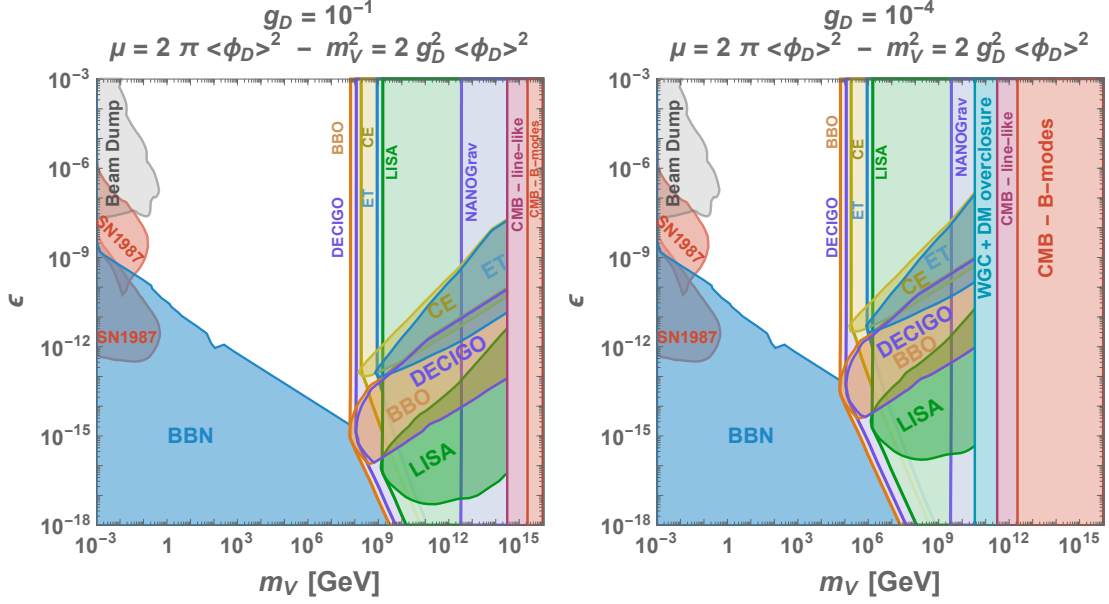 g_D = 10^-1
μ = 2 π <ϕ_D>^2 − m_V^2 = 2 g_D^2 <ϕ_D>^2
10^-3
10^-6
10^-9
10^-12
10^-15
10^-18
ϵ
Beam Dump
SN1987
SN1987
BBN
BBO
DECIGO
CE
ET
LISA
NANOGrav
CMB − line−like
CMB − B−modes
ET
CE
DECIGO
BBO
LISA
10^-3
1
10^3
10^6
10^9
10^12
10^15
m_V [GeV]
g_D = 10^-4
μ = 2 π <ϕ_D>^2 − m_V^2 = 2 g_D^2 <ϕ_D>^2
10^-3
10^-6
10^-9
10^-12
10^-15
10^-18
ϵ
Beam Dump
SN1987
SN1987
BBN
BBO
DECIGO
CE
ET
LISA
NANOGrav
WGC + DM overclosure
CMB − line−like
CMB − B−modes
ET
CE
DECIGO
BBO
LISA
10^-3
1
10^3
10^6
10^9
10^12
10^15
m_V [GeV]